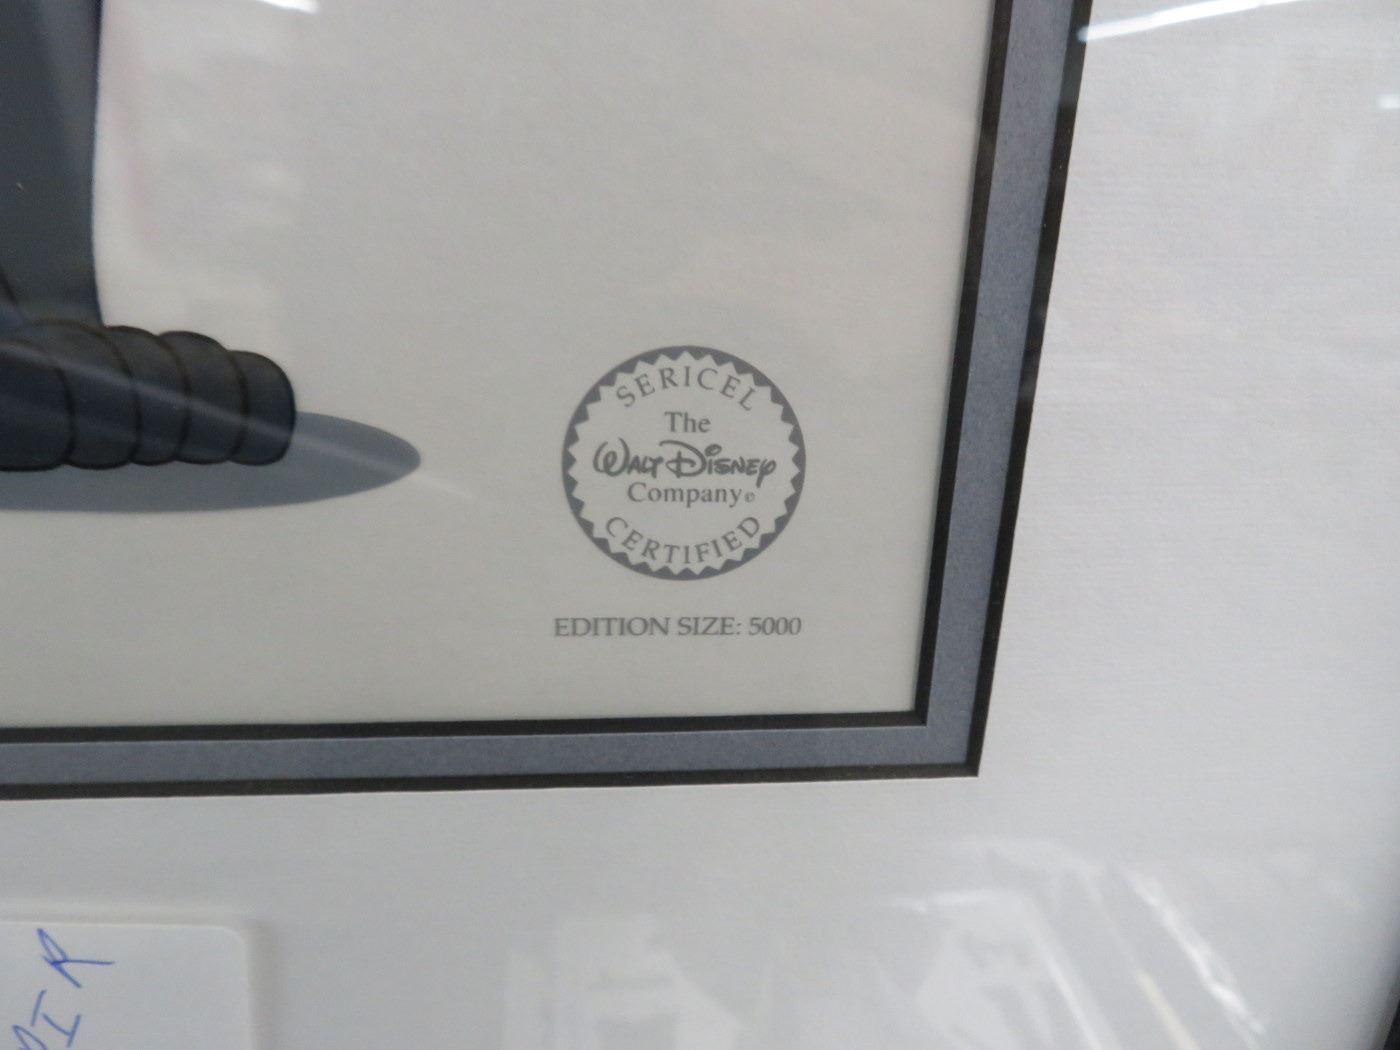 SERICEL
The
WALT DISNEY
Company©
CERTIFIED
EDITION SIZE: 5000